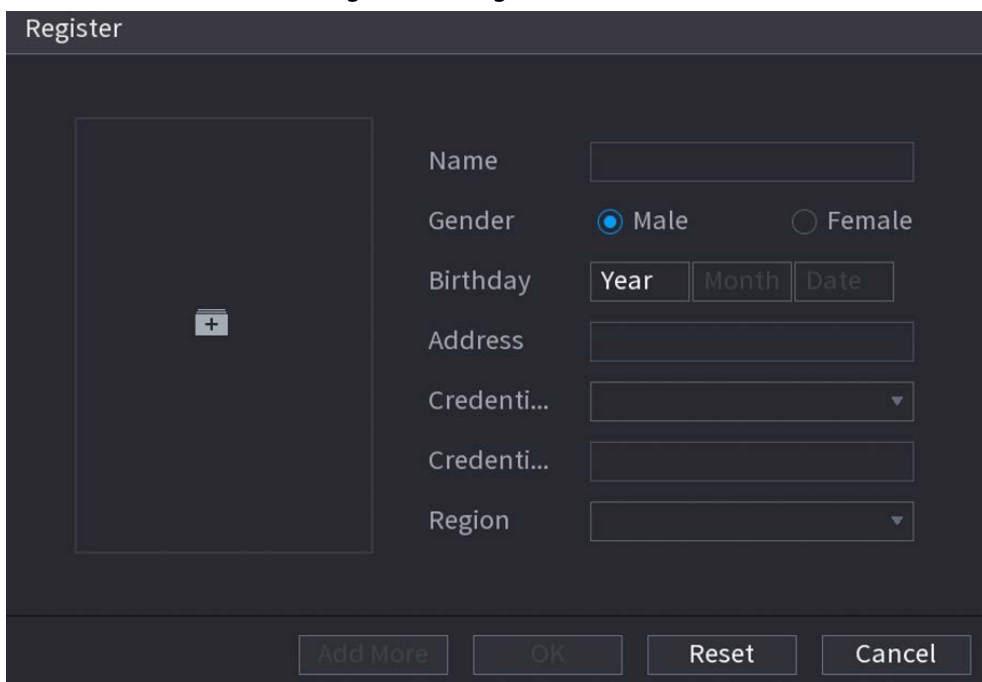 Register
Name
Gender Male Female
Birthday Year Month Date
Address
Credenti...
Credenti...
Region
Add More OK Reset Cancel